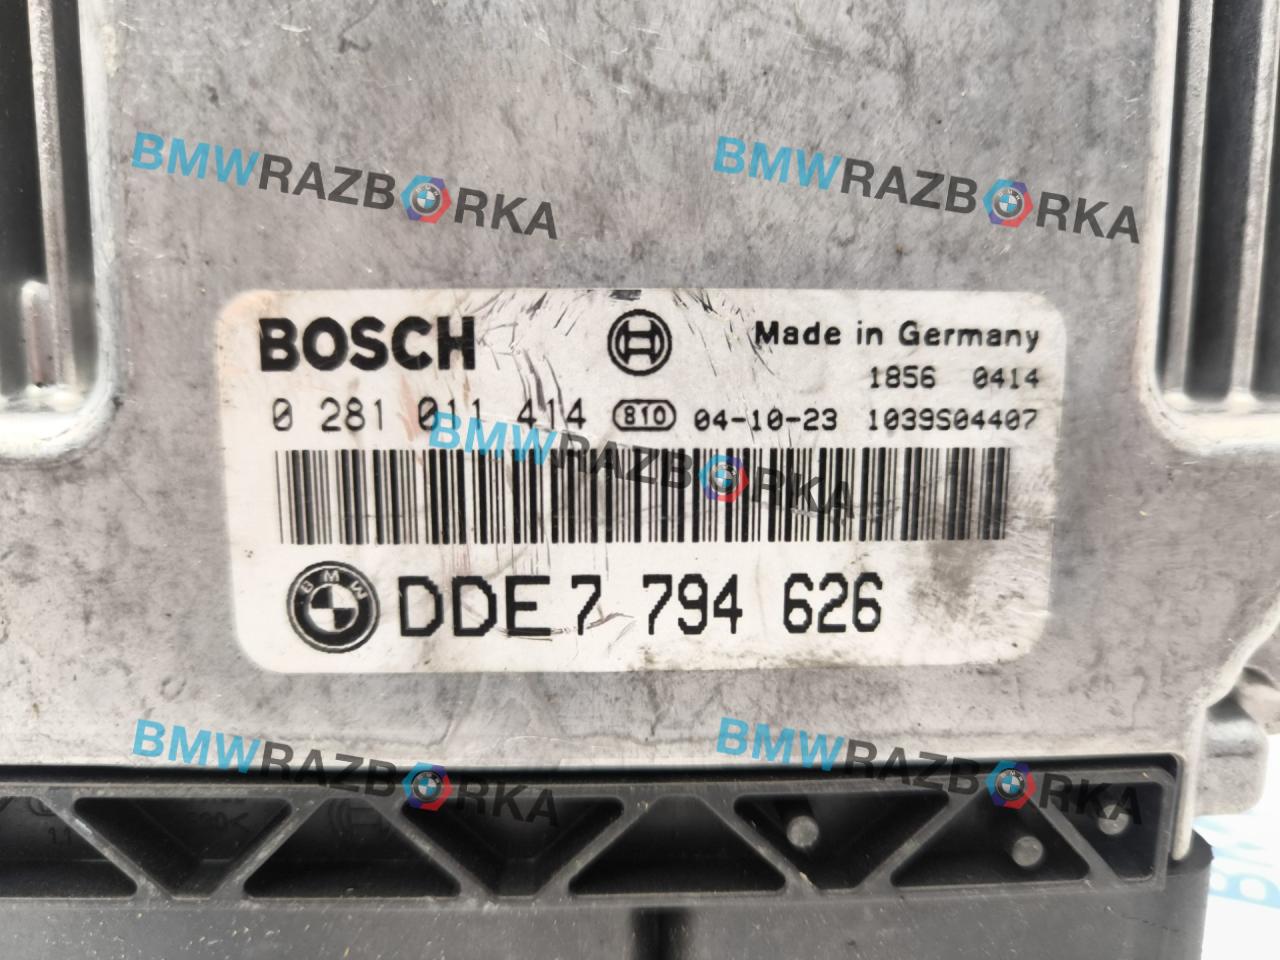 BMWRAZBORKA BMWRAZBORKA
BOSCH
Made in Germany
1856 0414
0 281 011 414 810 04-10-23 1039S04407
BMWRAZBORKA
BMW DDE 7 794 626
BMWRAZBORKA BMWRAZBORKA